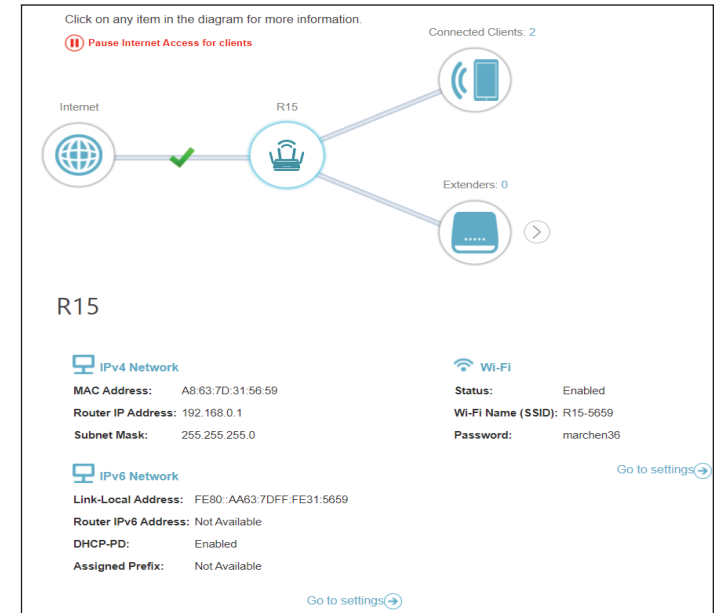 Click on any item in the diagram for more information.
Pause Internet Access for clients
Connected Clients: 2
Internet
R15
Extenders: 0
R15
IPv4 Network
MAC Address: A8:63:7D:31:56:59
Router IP Address: 192.168.0.1
Subnet Mask: 255.255.255.0
Wi-Fi
Status: Enabled
Wi-Fi Name (SSID): R15-5659
Password: marchen36
Go to settings
IPv6 Network
Link-Local Address: FE80::AA63:7DFF:FE31:5659
Router IPv6 Address: Not Available
DHCP-PD: Enabled
Assigned Prefix: Not Available
Go to settings